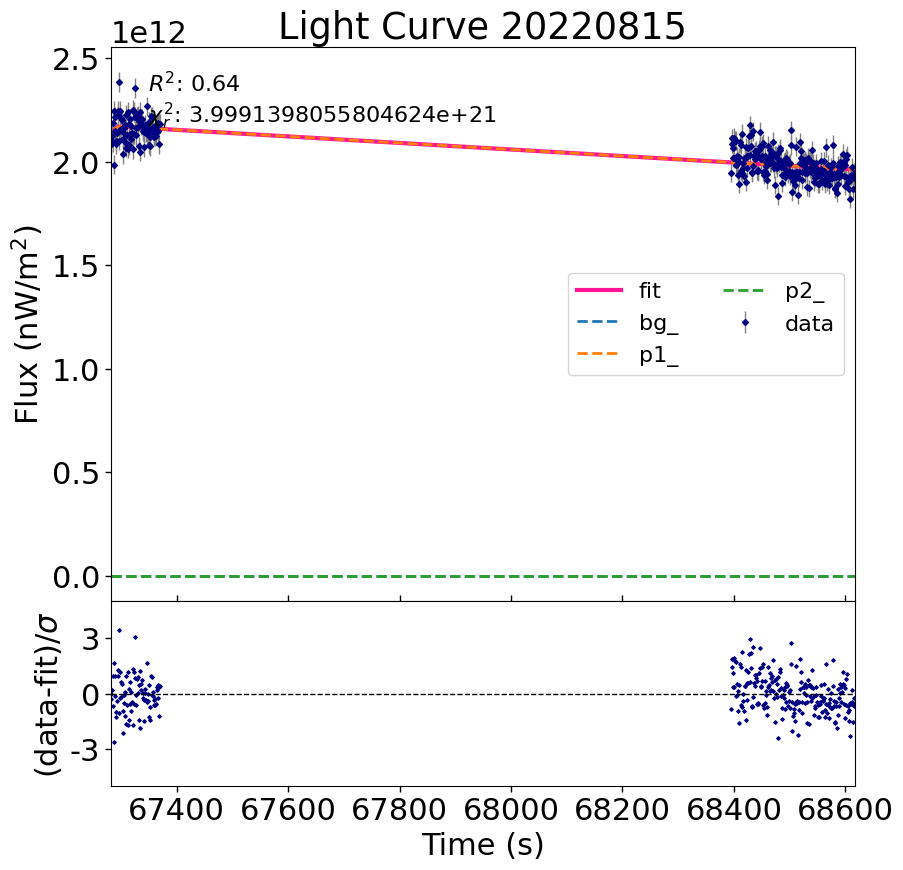 Light Curve 20220815
1e12
R²: 0.64
χ²ᵣ: 3.9991398055804624e+21
Flux (nW/m²)
2.5
2.0
1.5
1.0
0.5
0.0
fit
bg_
p1_
p2_
data
(data-fit)/σ
3
0
-3
67400 67600 67800 68000 68200 68400 68600
Time (s)